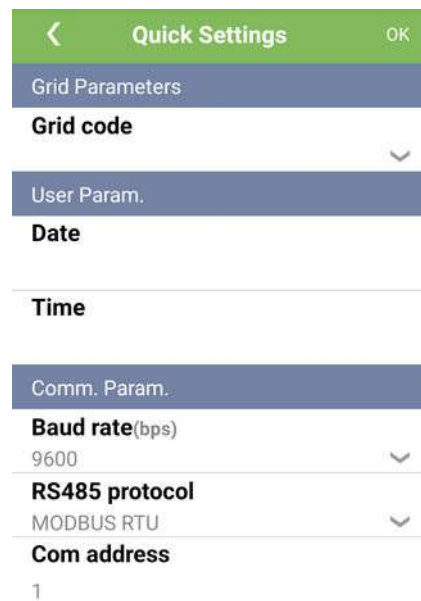 Quick Settings OK
Grid Parameters
Grid code
User Param.
Date
Time
Comm. Param.
Baud rate(bps)
9600
RS485 protocol
MODBUS RTU
Com address
1